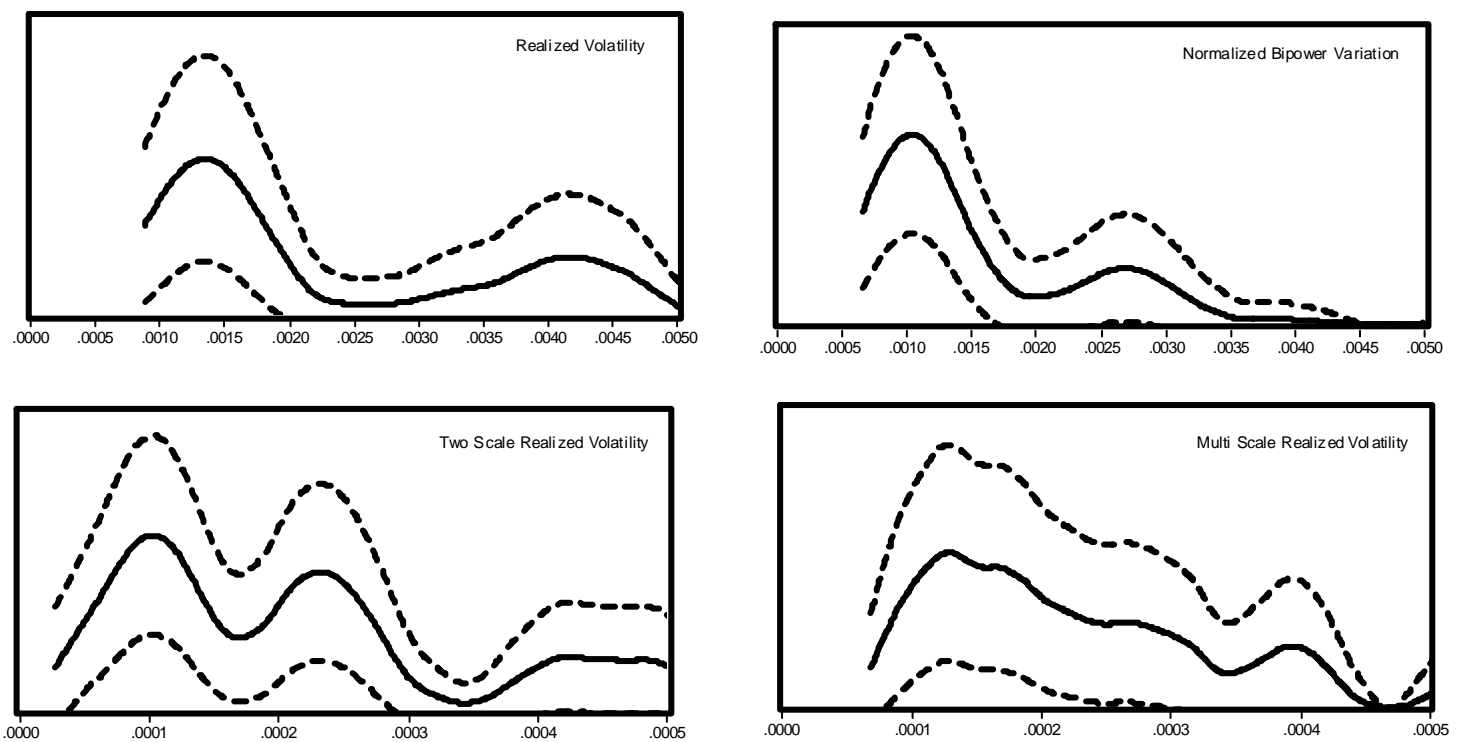 Realized Volatility
.0000 .0005 .0010 .0015 .0020 .0025 .0030 .0035 .0040 .0045 .0050
Normalized Bipower Variation
.0000 .0005 .0010 .0015 .0020 .0025 .0030 .0035 .0040 .0045 .0050
Two Scale Realized Volatility
.0000 .0001 .0002 .0003 .0004 .0005
Multi Scale Realized Volatility
.0000 .0001 .0002 .0003 .0004 .0005